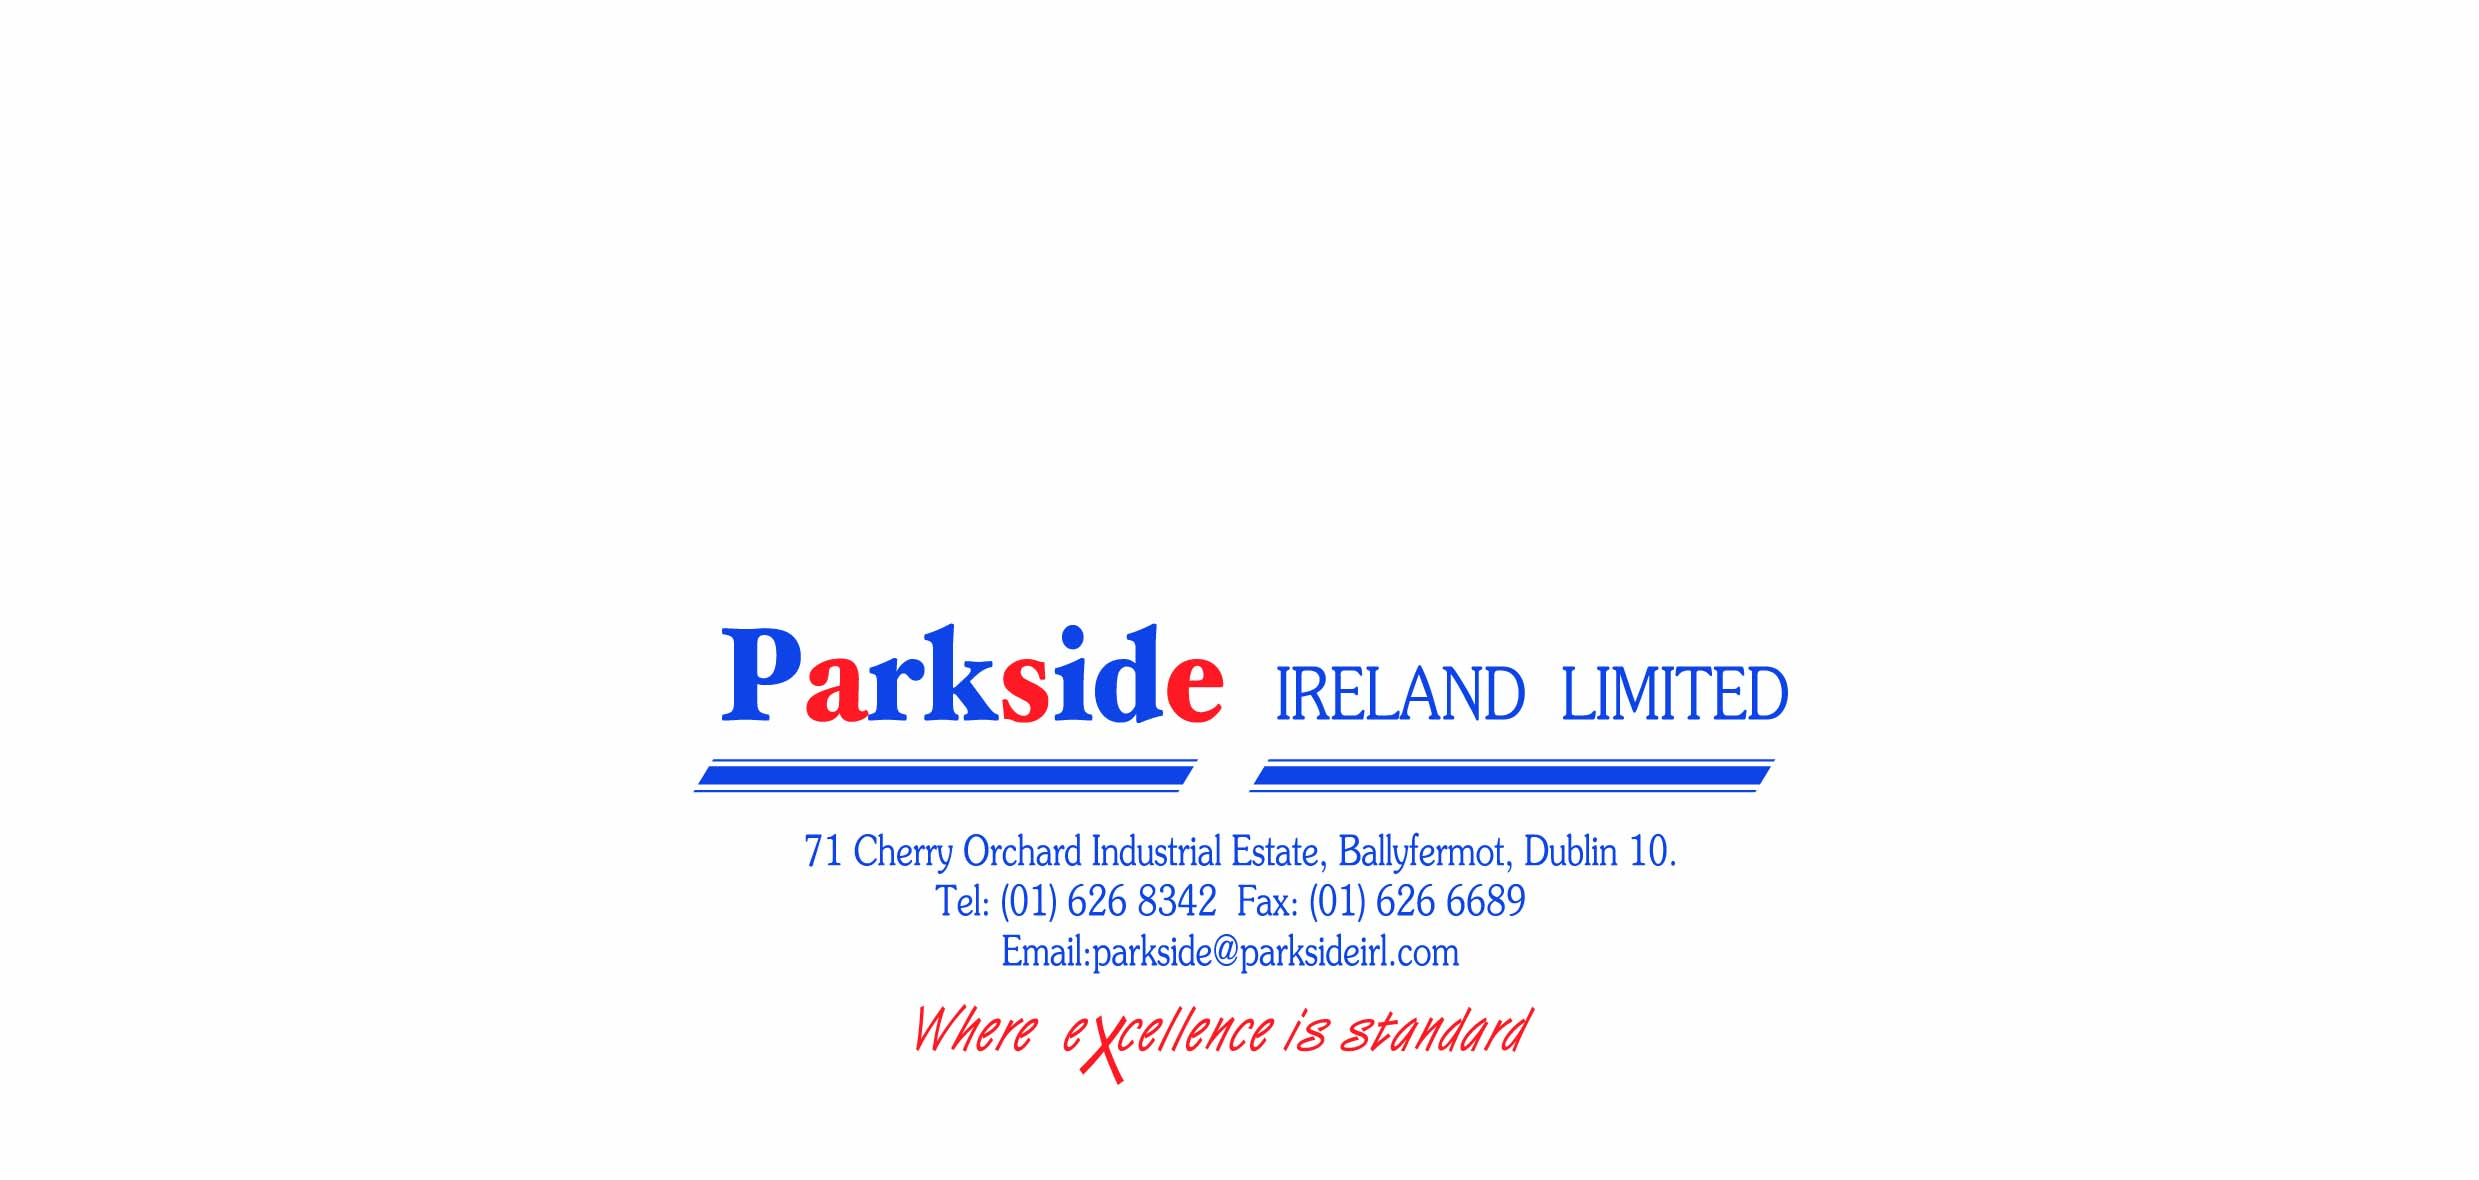 Parkside IRELAND LIMITED
71 Cherry Orchard Industrial Estate, Ballyfermot, Dublin 10.
Tel: (01) 626 8342 Fax: (01) 626 6689
Email:parkside@parksideirl.com
Where eXcellence is standard